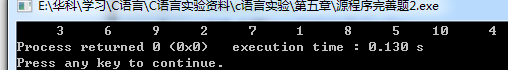 E:\华科\学习\C语言\C语言实验资料\c语言实验\第五章\源程序完善题2.exe
3 6 9 2 7 1 8 5 10 4
Process returned 0 (0x0) execution time : 0.130 s
Press any key to continue.